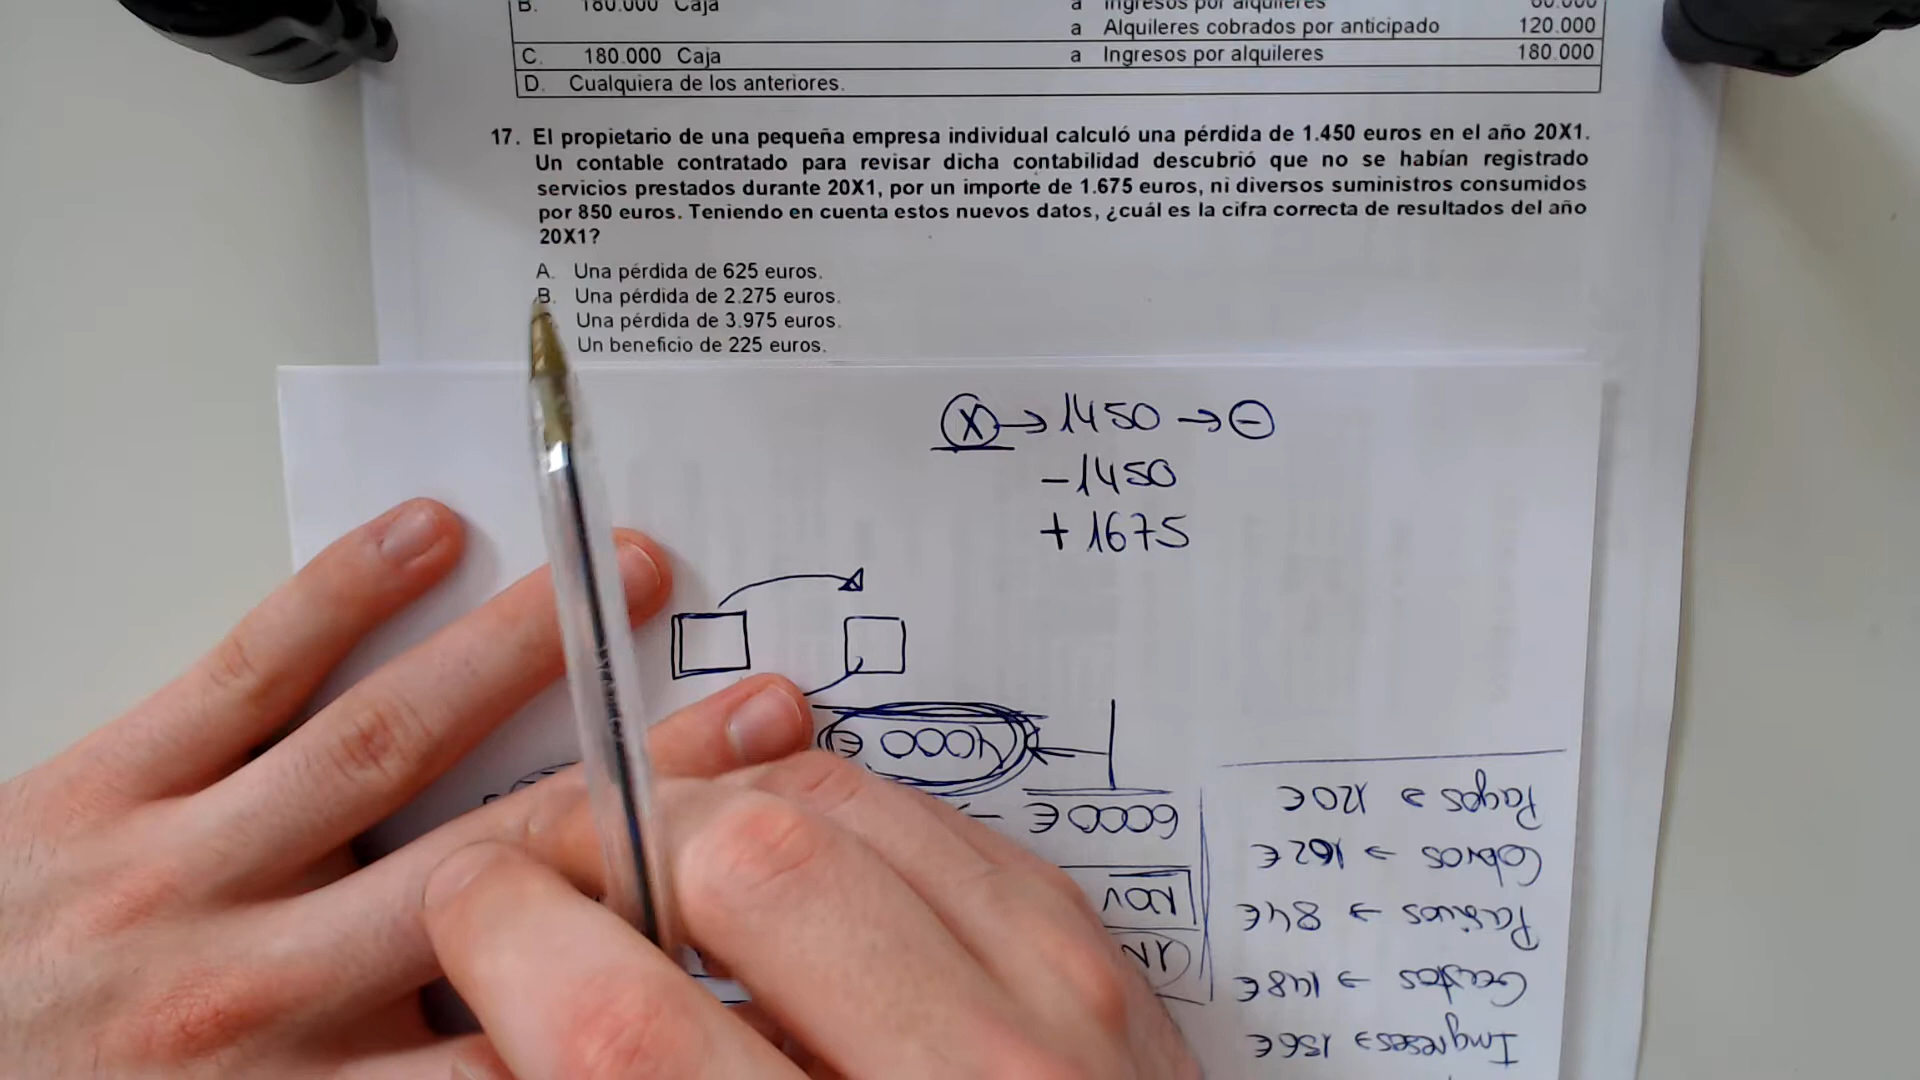 B. 180.000 Caja a Ingresos por alquileres 60.000
a Alquileres cobrados por anticipado 120.000
C. 180.000 Caja a Ingresos por alquileres 180.000
D. Cualquiera de los anteriores.
17. El propietario de una pequeña empresa individual calculó una pérdida de 1.450 euros en el año 20X1.
Un contable contratado para revisar dicha contabilidad descubrió que no se habían registrado
servicios prestados durante 20X1, por un importe de 1.675 euros, ni diversos suministros consumidos
por 850 euros. Teniendo en cuenta estos nuevos datos, ¿cuál es la cifra correcta de resultados del año
20X1?
A. Una pérdida de 625 euros.
B. Una pérdida de 2.275 euros.
Una pérdida de 3.975 euros.
Un beneficio de 225 euros.
X → 1450 → −
-1450
+ 1675
4000 €
6000 €
NOV
Pagos → 120€
Cobros → 162€
Pasivos → 84€
Gastos → 148€
Ingresos → 156€